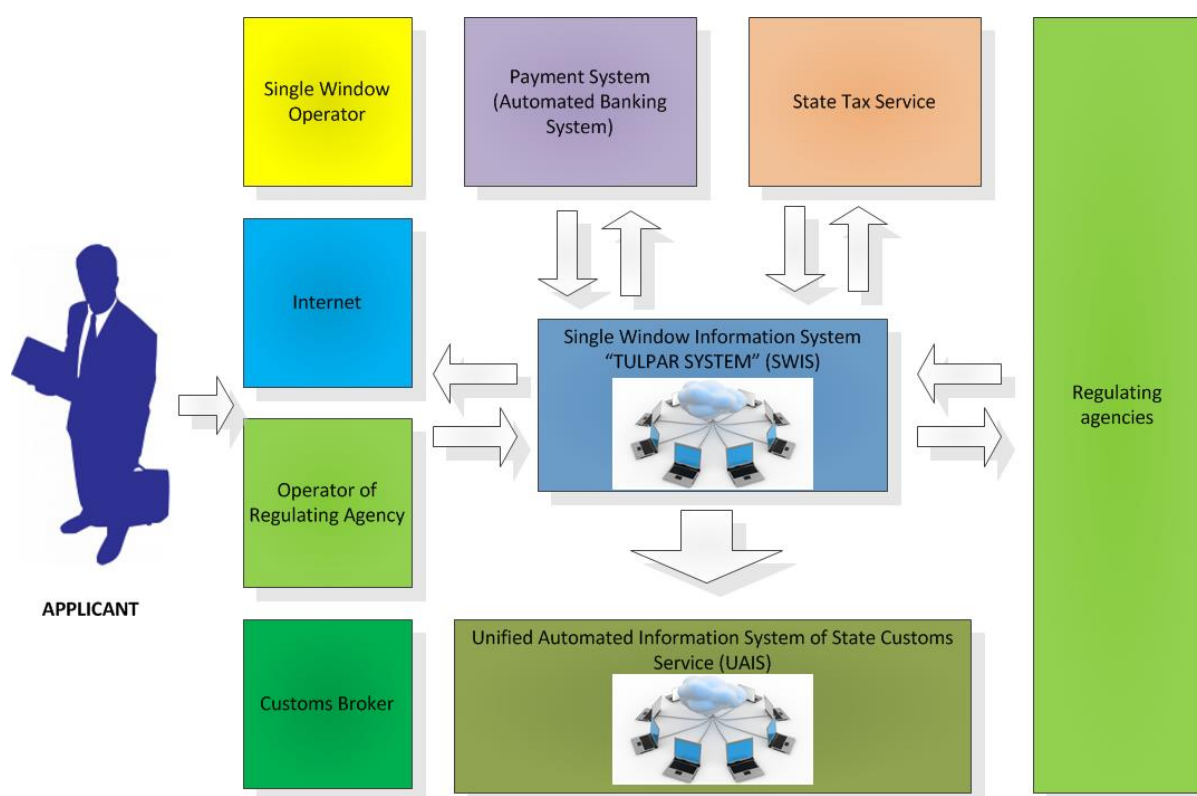 Single Window
Operator
Payment System
(Automated Banking
System)
State Tax Service
Internet
Single Window Information System
“TULPAR SYSTEM” (SWIS)
Regulating
agencies
Operator of
Regulating Agency
APPLICANT
Customs Broker
Unified Automated Information System of State Customs
Service (UAIS)